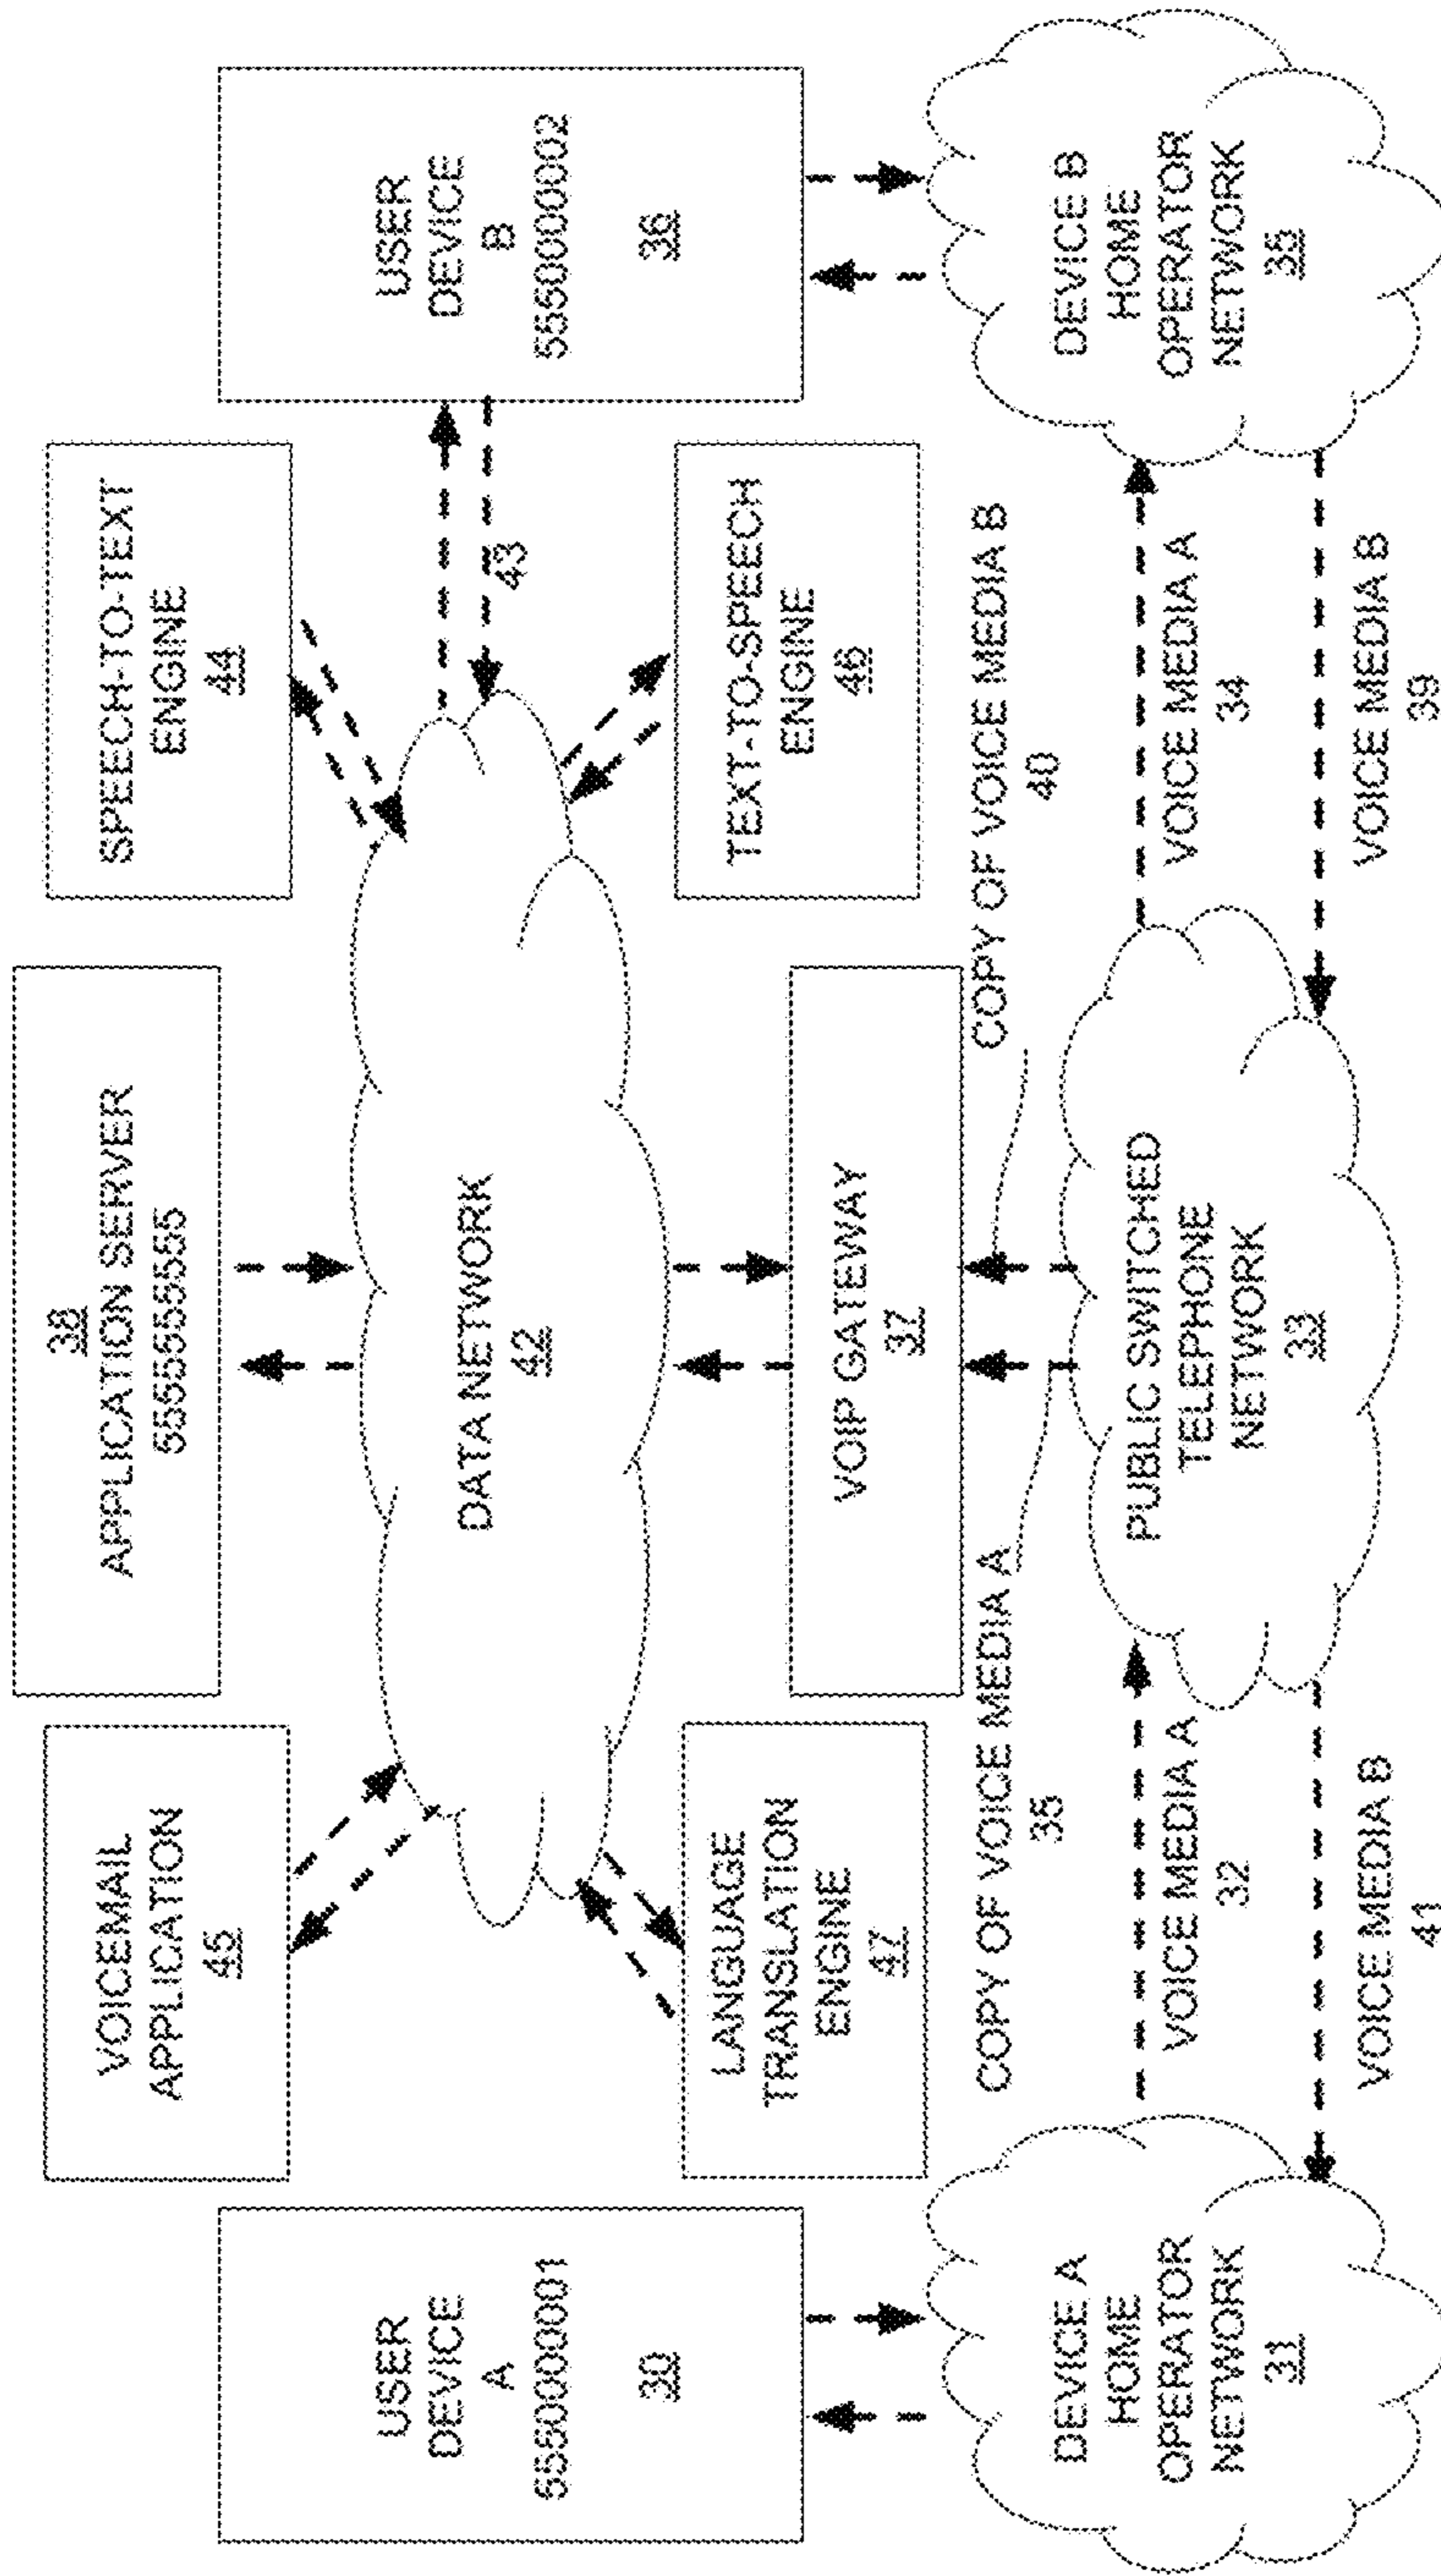 38
APPLICATION SERVER
5555555555
VOICEMAIL
APPLICATION
45
SPEECH-TO-TEXT
ENGINE
44
USER
DEVICE
A
5550000001
30
DATA NETWORK
42
43
USER
DEVICE
B
5550000002
36
LANGUAGE
TRANSLATION
ENGINE
47
VOIP GATEWAY
37
TEXT-TO-SPEECH
ENGINE
46
COPY OF VOICE MEDIA A
35
COPY OF VOICE MEDIA B
40
DEVICE A
HOME
OPERATOR
NETWORK
31
VOICE MEDIA A
32
PUBLIC SWITCHED
TELEPHONE
NETWORK
33
VOICE MEDIA A
34
DEVICE B
HOME
OPERATOR
NETWORK
35
VOICE MEDIA B
41
VOICE MEDIA B
39